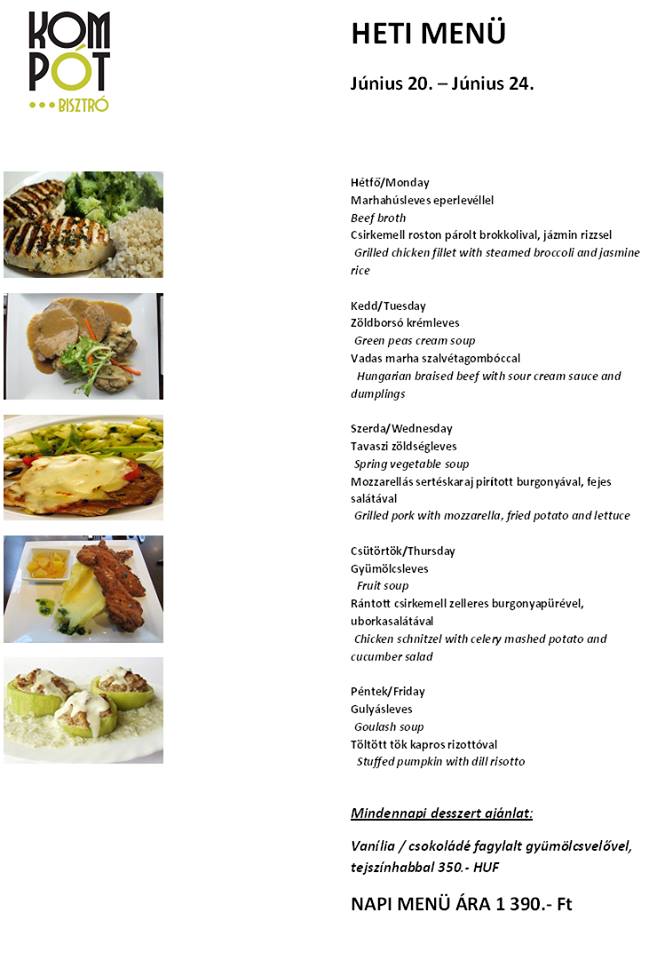 KOM
PÓT
BISZTRÓ
HETI MENÜ
Június 20. – Június 24.
Hétfő/Monday
Marhahúsleves eperlevéllel
Beef broth
Csirkemell roston párolt brokkolival, jázmin rizzsel
Grilled chicken fillet with steamed broccoli and jasmine
rice
Kedd/Tuesday
Zöldborsó krémleves
Green peas cream soup
Vadas marha szalvétagombóccal
Hungarian braised beef with sour cream sauce and
dumplings
Szerda/Wednesday
Tavaszi zöldségleves
Spring vegetable soup
Mozzarellás sertéskaraj pirított burgonyával, fejes
salátával
Grilled pork with mozzarella, fried potato and lettuce
Csütörtök/Thursday
Gyümölcsleves
Fruit soup
Rántott csirkemell zelleres burgonyapürével,
uborkasalátával
Chicken schnitzel with celery mashed potato and
cucumber salad
Péntek/Friday
Gulyásleves
Goulash soup
Töltött tök kapros rizottóval
Stuffed pumpkin with dill risotto
Mindennapi desszert ajánlat:
Vanília / csokoládé fagylalt gyümölcsvelővel,
tejszínhabbal 350.- HUF
NAPI MENÜ ÁRA 1 390.- Ft